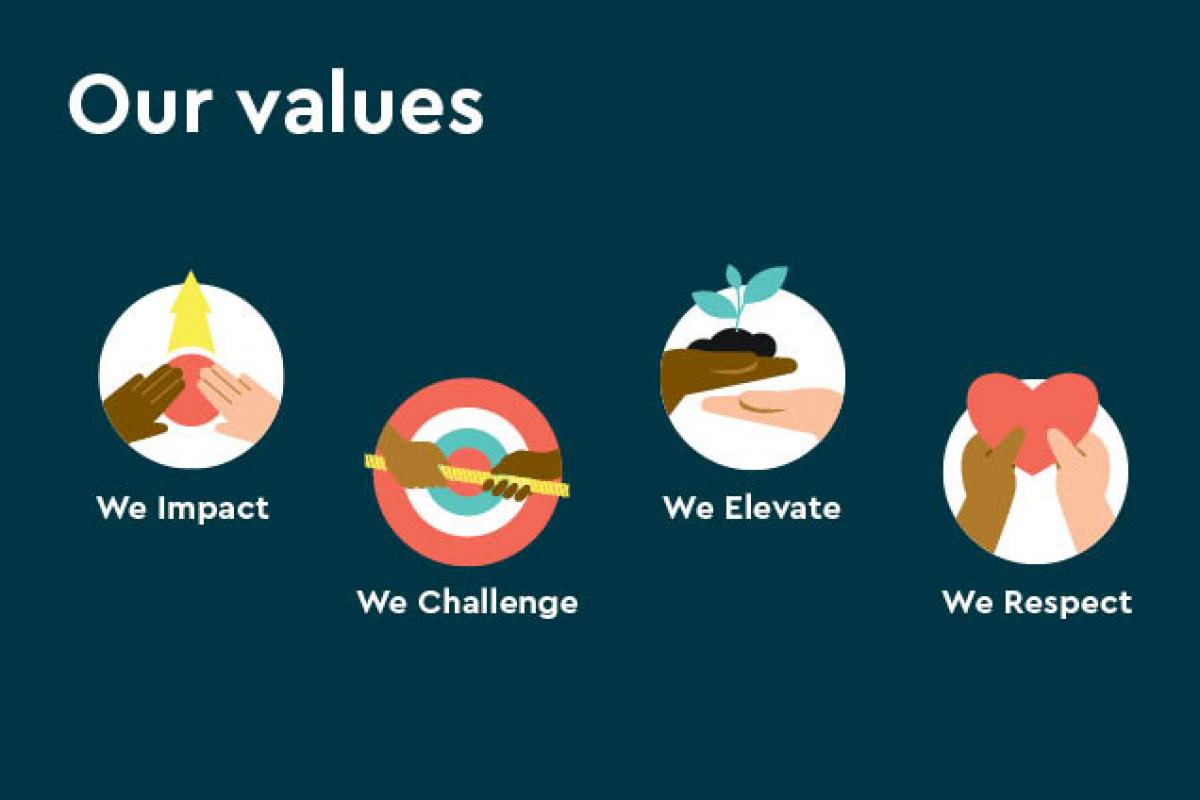 Our values
We Impact
We Challenge
We Elevate
We Respect